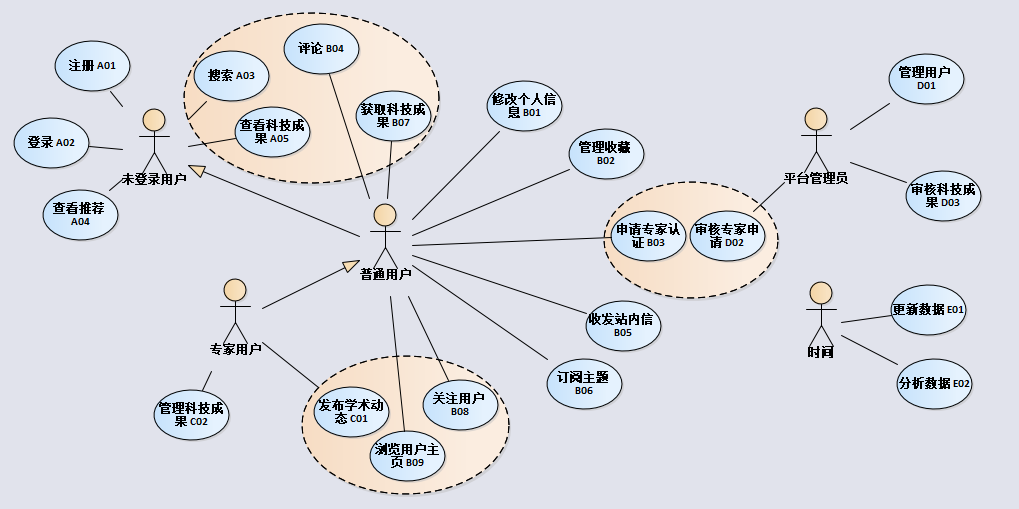 注册 A01
登录 A02
查看推荐
A04
未登录用户
搜索 A03
评论 B04
查看科技成
果 A05
获取科技成
果 B07
修改个人信
息 B01
管理收藏
B02
申请专家认
证 B03
审核专家申
请 D02
管理用户
D01
平台管理员
审核科技成
果 D03
普通用户
专家用户
管理科技成
果 C02
发布学术动
态 C01
关注用户
B08
浏览用户主
页 B09
收发站内信
B05
订阅主题
B06
时间
更新数据 E01
分析数据 E02